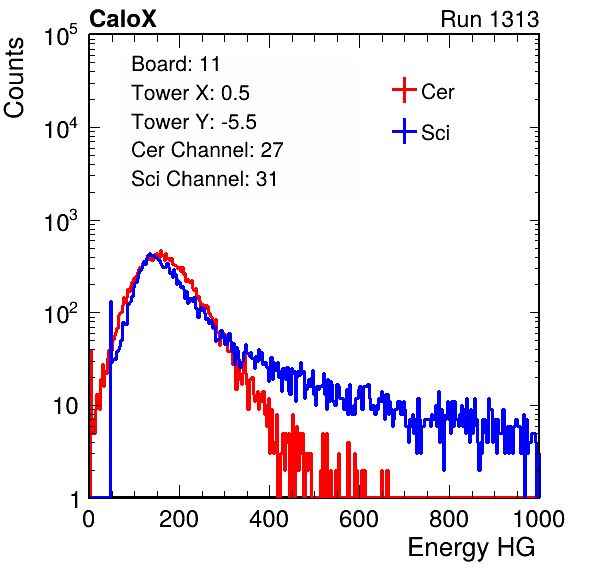 CaloX Run 1313
Counts
10^5
10^4
10^3
10^2
10
1
Board: 11
Tower X: 0.5
Tower Y: -5.5
Cer Channel: 27
Sci Channel: 31
Cer
Sci
0 200 400 600 800 1000
Energy HG